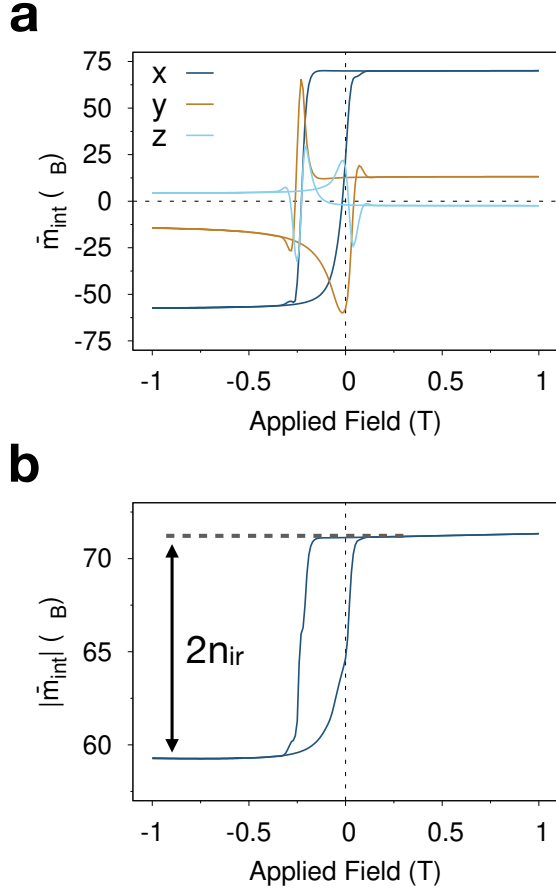 a
75
50
25
0
-25
-50
-75
x
y
z
m̄int ( B)
-1 -0.5 0 0.5 1
Applied Field (T)
b
70
65
60
2nir
|m̄int| ( B)
-1 -0.5 0 0.5 1
Applied Field (T)